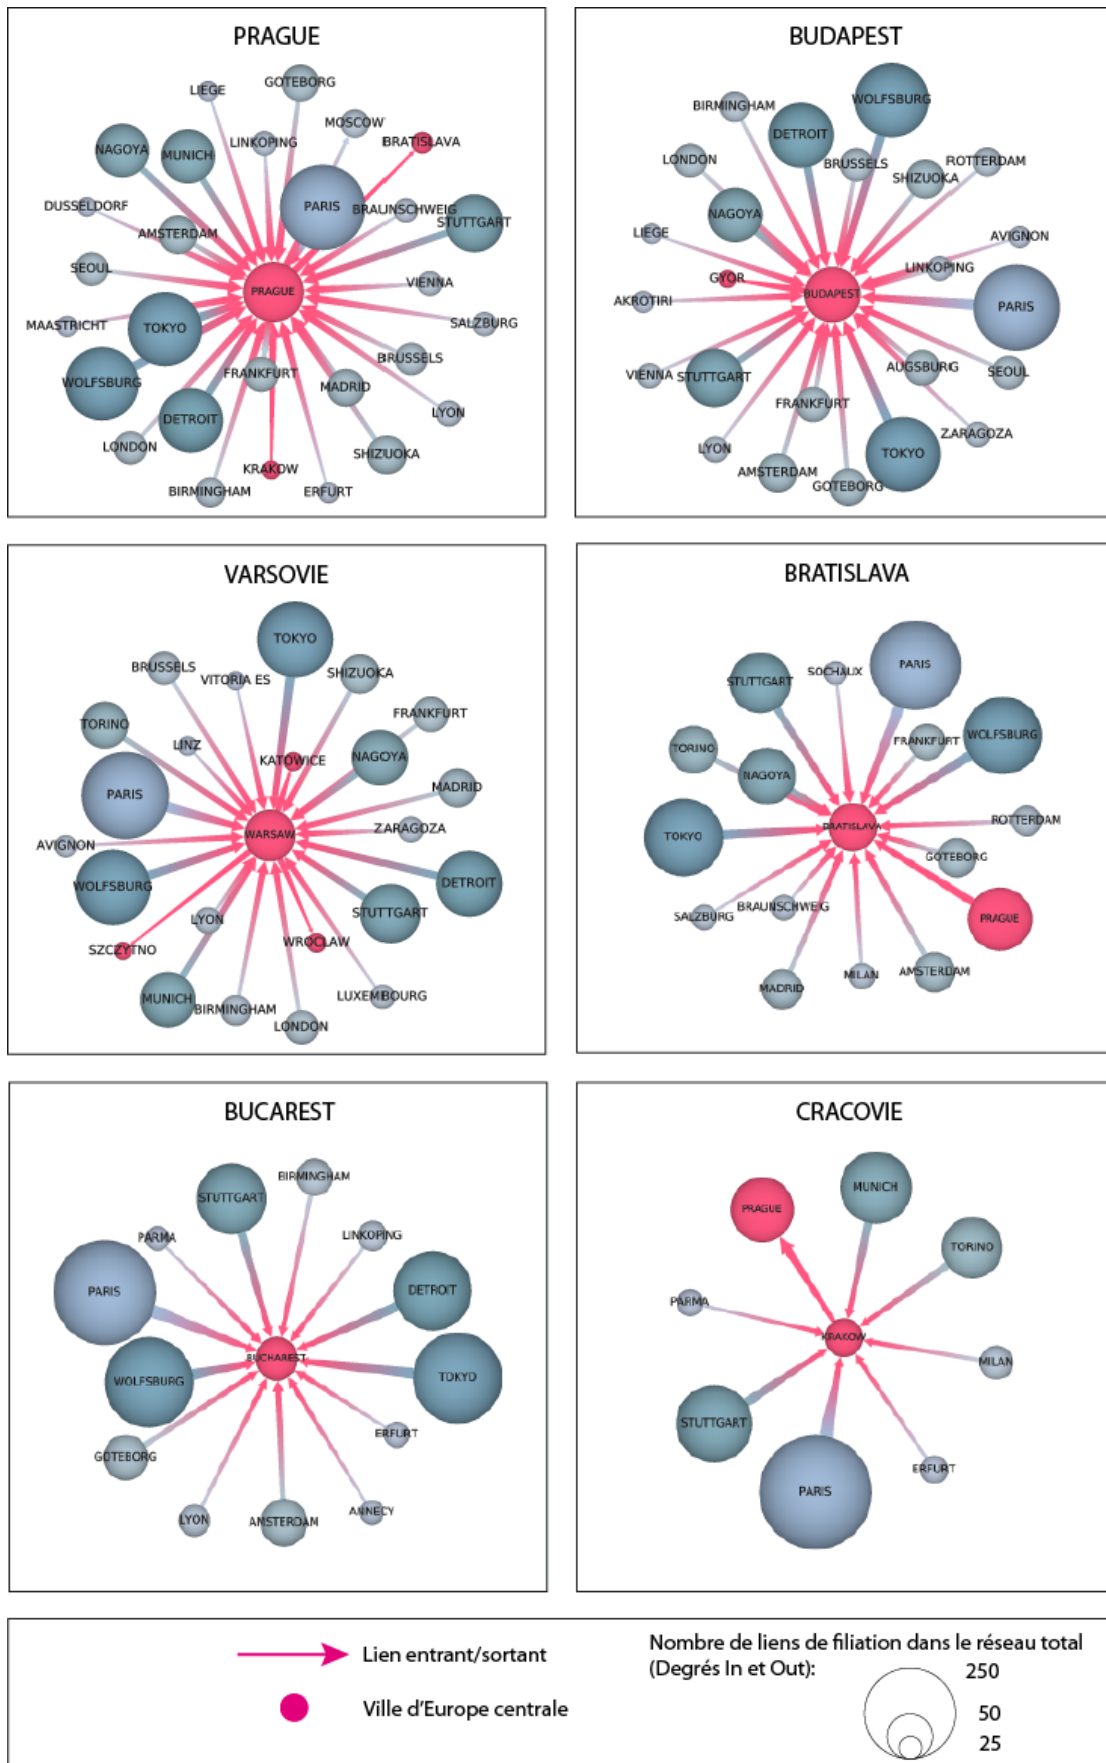 PRAGUE
GOTEBORG
LIEGE
MOSCOW
LINKOPING
BRATISLAVA
NAGOYA
MUNICH
PARIS
BRAUNSCHWEIG
DUSSELDORF
STUTTGART
AMSTERDAM
SEOUL
VIENNA
PRAGUE
MAASTRICHT
TOKYO
SALZBURG
BRUSSELS
WOLFSBURG
FRANKFURT
MADRID
LYON
DETROIT
LONDON
SHIZUOKA
KRAKOW
BIRMINGHAM
ERFURT
BUDAPEST
WOLFSBURG
BIRMINGHAM
DETROIT
LONDON
BRUSSELS
ROTTERDAM
SHIZUOKA
NAGOYA
LIEGE
AVIGNON
LINKOPING
GYOR
BUDAPEST
AKROTIRI
PARIS
VIENNA
STUTTGART
AUGSBURG
SEOUL
FRANKFURT
ZARAGOZA
LYON
TOKYO
AMSTERDAM
GOTEBORG
VARSOVIE
TOKYO
BRUSSELS
SHIZUOKA
VITORIA ES
FRANKFURT
TORINO
LINZ
NAGOYA
KATOWICE
MADRID
PARIS
ZARAGOZA
WARSAW
AVIGNON
WOLFSBURG
DETROIT
STUTTGART
LYON
SZCZYTNO
WROCLAW
MUNICH
LUXEMBOURG
BIRMINGHAM
LONDON
BRATISLAVA
PARIS
SOCHAUX
STUTTGART
WOLFSBURG
FRANKFURT
TORINO
NAGOYA
ROTTERDAM
TOKYO
BRATISLAVA
GOTEBORG
BRAUNSCHWEIG
SALZBURG
PRAGUE
MILAN
AMSTERDAM
MADRID
BUCAREST
BIRMINGHAM
STUTTGART
PARMA
LINKOPING
PARIS
DETROIT
BUCHAREST
WOLFSBURG
TOKYO
ERFURT
GOTEBORG
ANNECY
LYON
AMSTERDAM
CRACOVIE
MUNICH
PRAGUE
TORINO
PARMA
KRAKOW
MILAN
STUTTGART
ERFURT
PARIS
Lien entrant/sortant
Ville d'Europe centrale
Nombre de liens de filiation dans le réseau total
(Degrés In et Out):
250
50
25